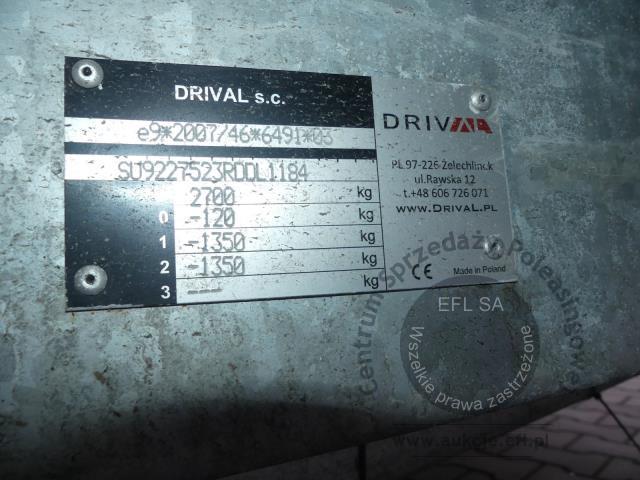 DRIVAL s.c.
e9*2007/46*6491*03
SU9227523RDDL1184
2700 kg
0 -120 kg
1 -1350 kg
2 -1350 kg
3 --- kg
DRIVAL
PL 97-226 Żelechlinek
ul.Rawska 12
t.+48 606 726 071
www.DrivaL.pl
CE
Made in Poland
Centrum Sprzedaży Poleasingowej
EFL SA
Wszelkie prawa zastrzeżone
www.aukcje.efl.pl